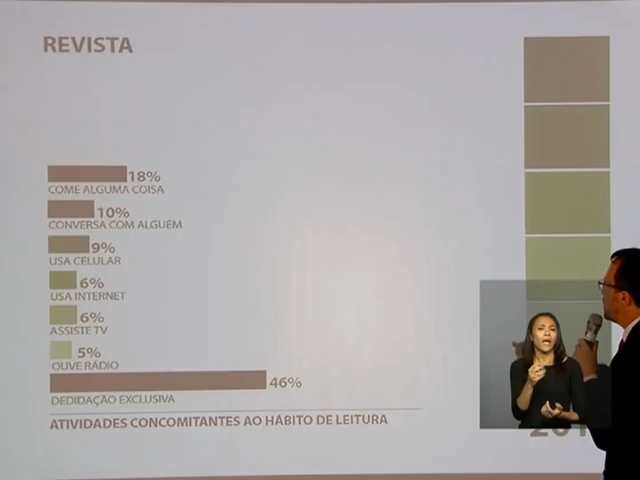 REVISTA
18%
COME ALGUMA COISA
10%
CONVERSA COM ALGUÉM
9%
USA CELULAR
6%
USA INTERNET
6%
ASSISTE TV
5%
OUVE RÁDIO
46%
DEDIDAÇÃO EXCLUSIVA
ATIVIDADES CONCOMITANTES AO HÁBITO DE LEITURA